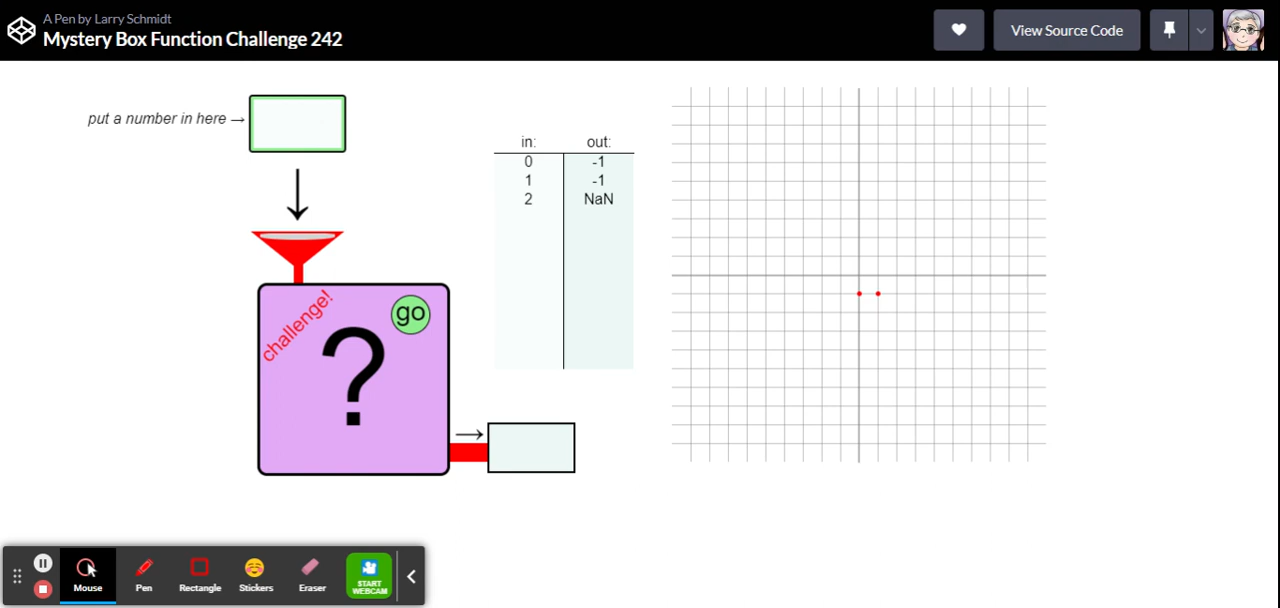 A Pen by Larry Schmidt
Mystery Box Function Challenge 242
View Source Code
put a number in here →
in: out:
0 -1
1 -1
2 NaN
challenge!
go
?
Mouse
Pen
Rectangle
Stickers
Eraser
START
WEBCAM